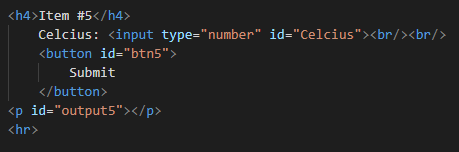 <h4>Item #5</h4>
Celcius: <input type="number" id="Celcius"><br/><br/>
<button id="btn5">
Submit
</button>
<p id="output5"></p>
<hr>